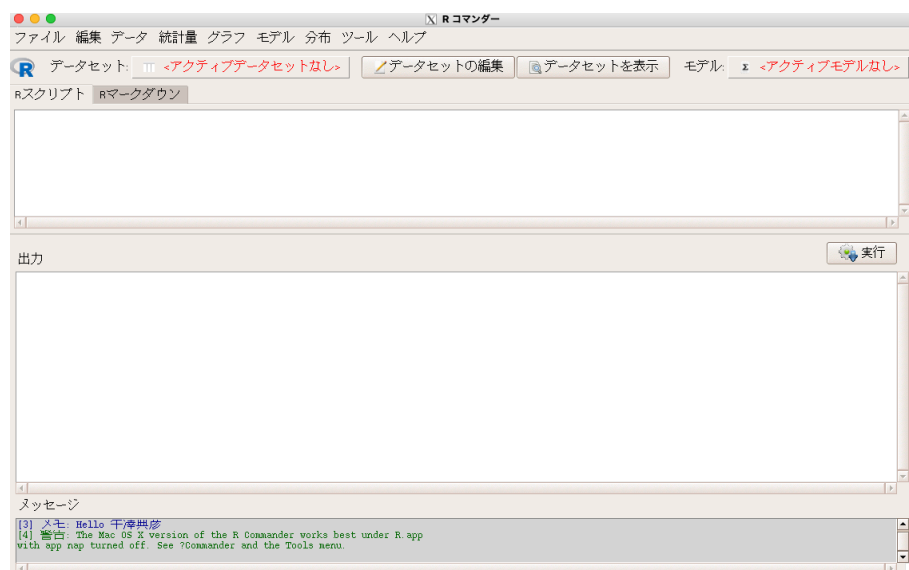 R コマンダー
ファイル 編集 データ 統計量 グラフ モデル 分布 ツール ヘルプ
R データセット: <アクティブデータセットなし> データセットの編集 データセットを表示 モデル: Σ <アクティブモデルなし>
Rスクリプト Rマークダウン
出力 実行
メッセージ
[3] メモ: Hello 平澤典彦
[4] 警告: The Mac OS X version of the R Commander works best under R.app
with app nap turned off. See ?Commander and the Tools menu.